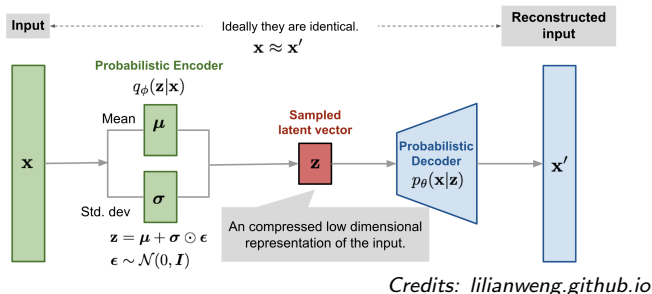 Input
Ideally they are identical.
x ≈ x′
Reconstructed
input
Probabilistic Encoder
qϕ(z|x)
Mean
μ
Std. dev
σ
x
z = μ + σ ⊙ ϵ
ϵ ∼ 𝒩(0, I)
Sampled
latent vector
z
An compressed low dimensional
representation of the input.
Probabilistic
Decoder
pθ(x|z)
x′
Credits: lilianweng.github.io